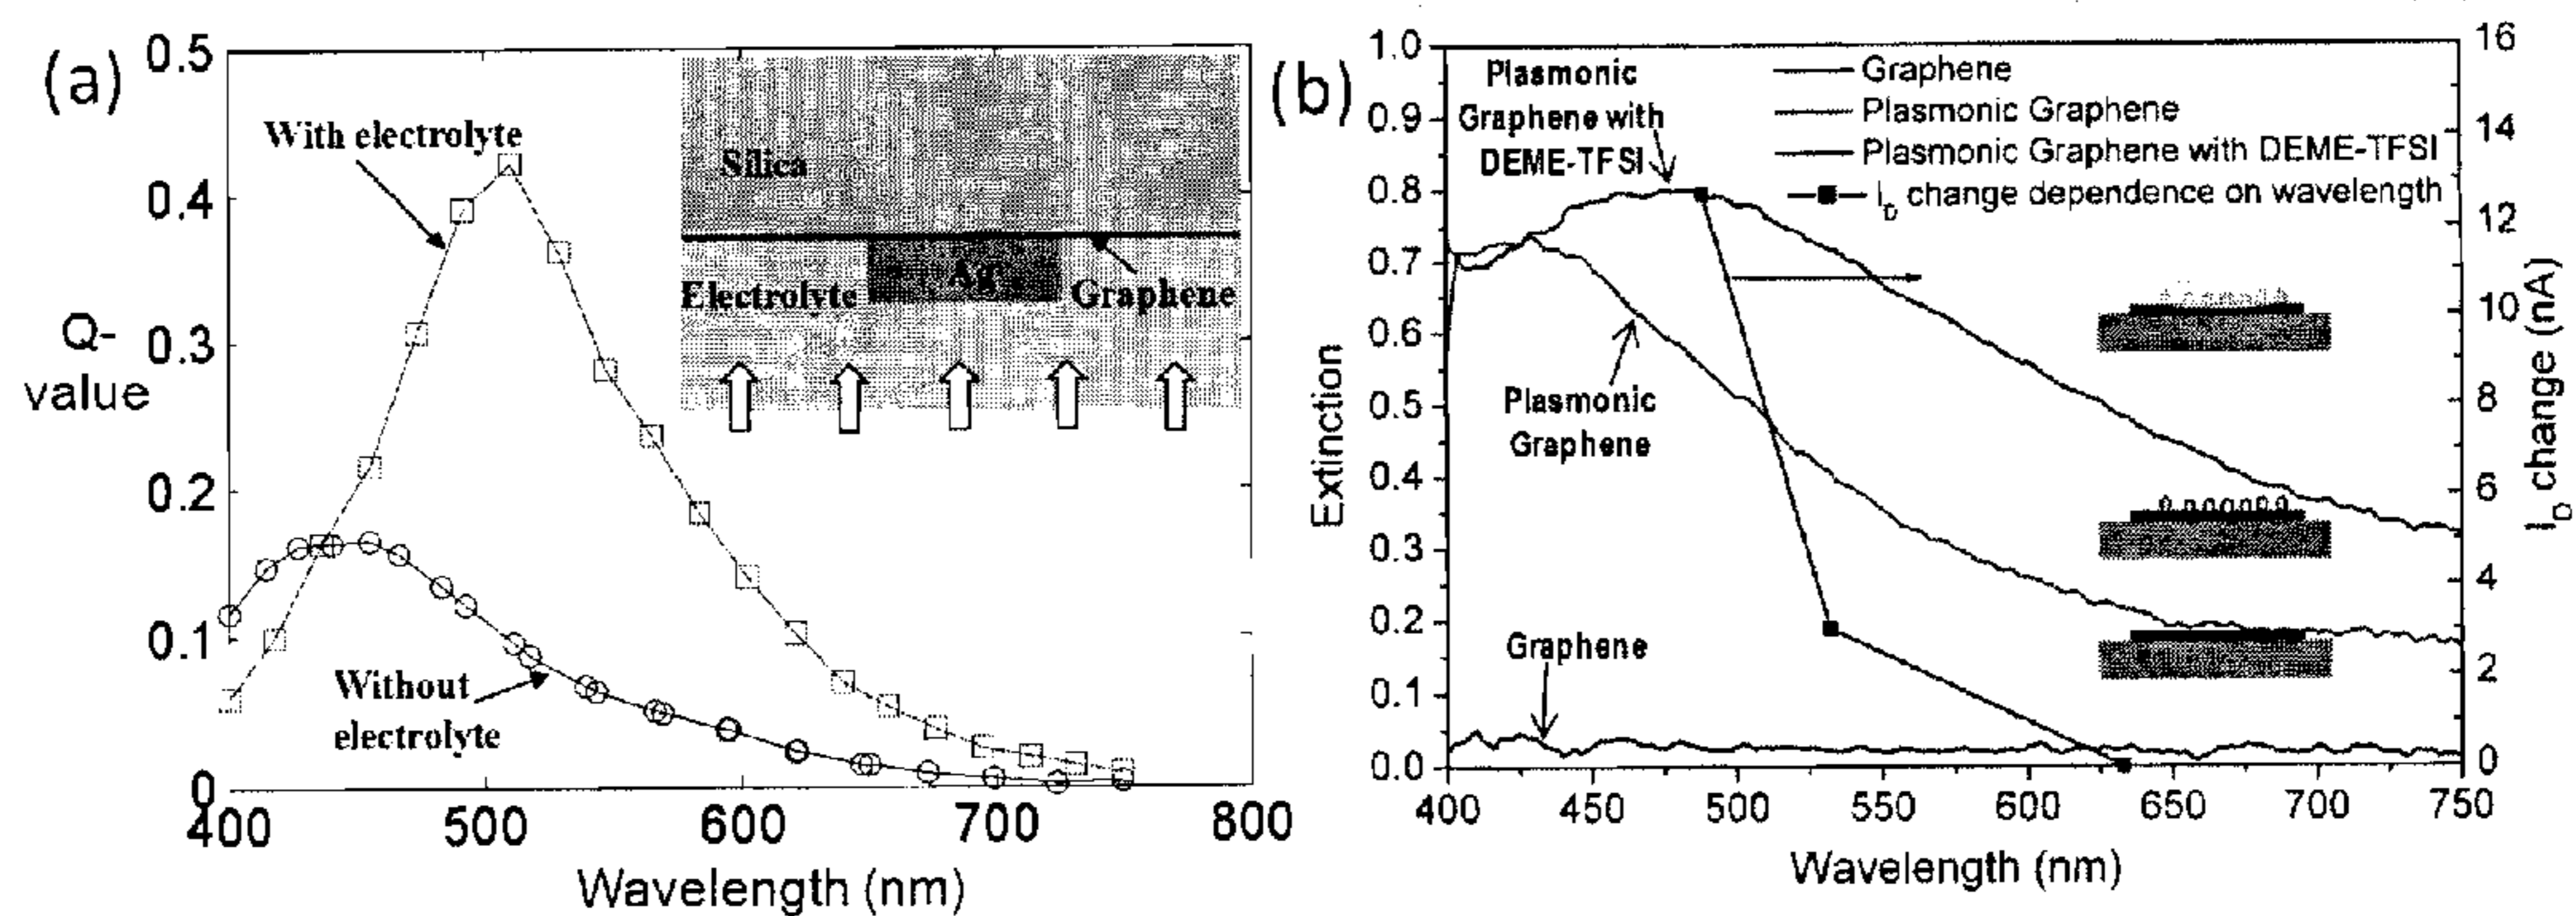 (a)
0.5
0.4
0.3
0.2
0.1
0
Q-
value
With electrolyte
Without
electrolyte
Silica
Ag
Electrolyte
Graphene
400 500 600 700 800
Wavelength (nm)
(b)
1.0
0.9
0.8
0.7
0.6
0.5
0.4
0.3
0.2
0.1
0.0
Extinction
Plasmonic
Graphene with
DEME-TFSI
Graphene
Plasmonic Graphene
Plasmonic Graphene with DEME-TFSI
I_D change dependence on wavelength
Plasmonic
Graphene
Graphene
16
14
12
10
8
6
4
2
0
I_D change (nA)
400 450 500 550 600 650 700 750
Wavelength (nm)